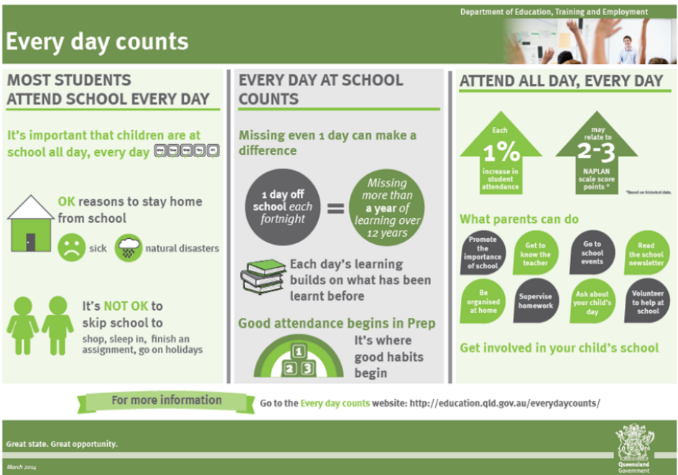 Department of Education, Training and Employment
Every day counts
MOST STUDENTS
ATTEND SCHOOL EVERY DAY
It's important that children are at
school all day, every day
OK reasons to stay home
from school
sick
natural disasters
It's NOT OK to
skip school to
shop, sleep in, finish an
assignment, go on holidays
EVERY DAY AT SCHOOL
COUNTS
Missing even 1 day can make a
difference
1 day off
school each
fortnight
=
Missing
more than
a year of
learning over
12 years
Each day's learning
builds on what has been
learnt before
Good attendance begins in Prep
1
2 3
It's where
good habits
begin
ATTEND ALL DAY, EVERY DAY
Each
1%
increase in
student
attendance
may
relate to
2-3
NAPLAN
scale score
points *
*Based on historical data.
What parents can do
Promote
the
importance
of school
Get to
know the
teacher
Go to
school
events
Read
the school
newsletter
Be
organised
at home
Supervise
homework
Ask about
your child's
day
Volunteer
to help at
school
Get involved in your child's school
For more information
Go to the Every day counts website: http://education.qld.gov.au/everydaycounts/
Great state. Great opportunity.
March 2014
Queensland
Government